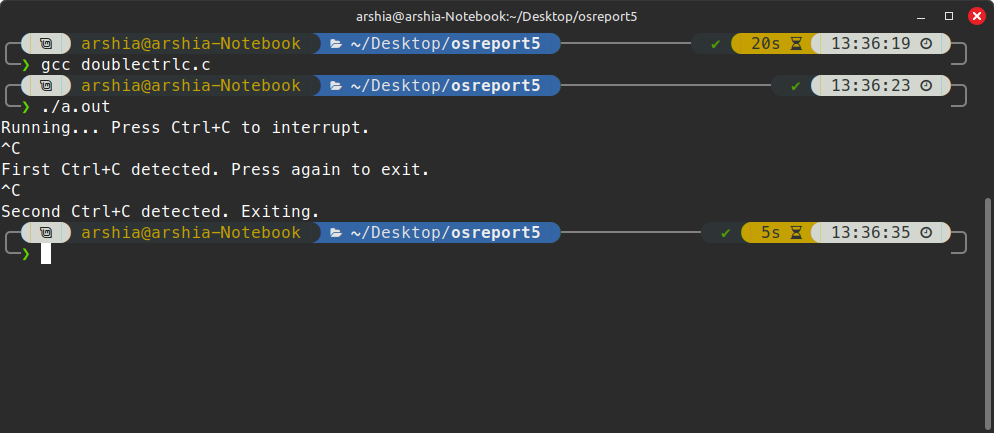 arshia@arshia-Notebook:~/Desktop/osreport5
arshia@arshia-Notebook ~/Desktop/osreport5 ✔ 20s 13:36:19
❯ gcc doublectrlc.c
arshia@arshia-Notebook ~/Desktop/osreport5 ✔ 13:36:23
❯ ./a.out
Running... Press Ctrl+C to interrupt.
^C
First Ctrl+C detected. Press again to exit.
^C
Second Ctrl+C detected. Exiting.
arshia@arshia-Notebook ~/Desktop/osreport5 ✔ 5s 13:36:35
❯